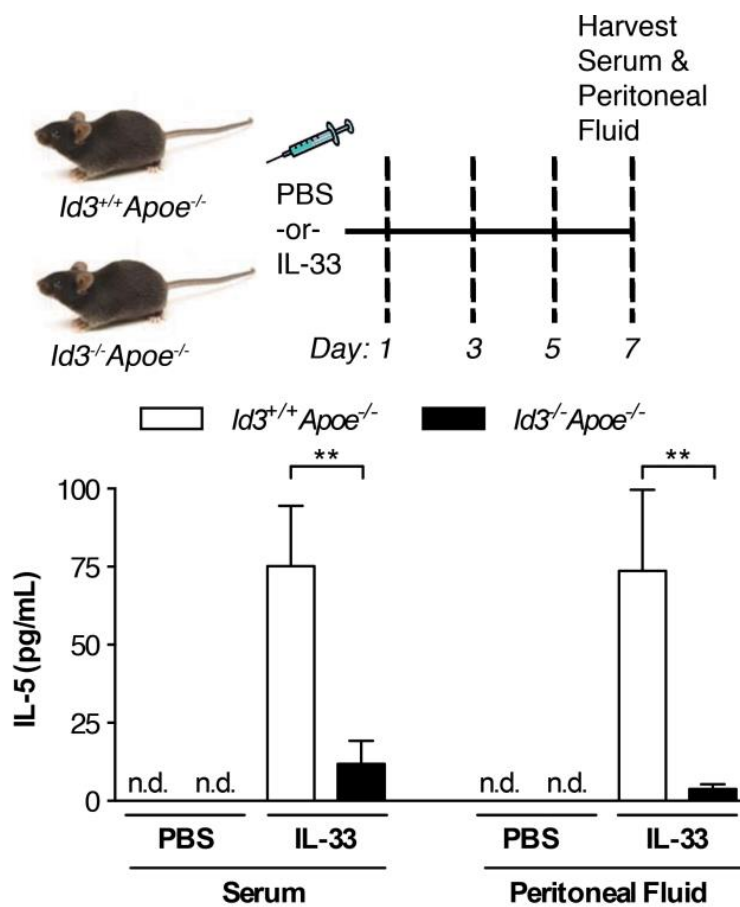 Harvest
Serum &
Peritoneal
Fluid
Id3+/+Apoe-/-
PBS
-or-
IL-33
Id3-/-Apoe-/-
Day: 1 3 5 7
Id3+/+Apoe-/- Id3-/-Apoe-/-
** **
100
75
50
25
0
IL-5 (pg/mL)
n.d. n.d. n.d. n.d.
PBS IL-33 PBS IL-33
Serum Peritoneal Fluid